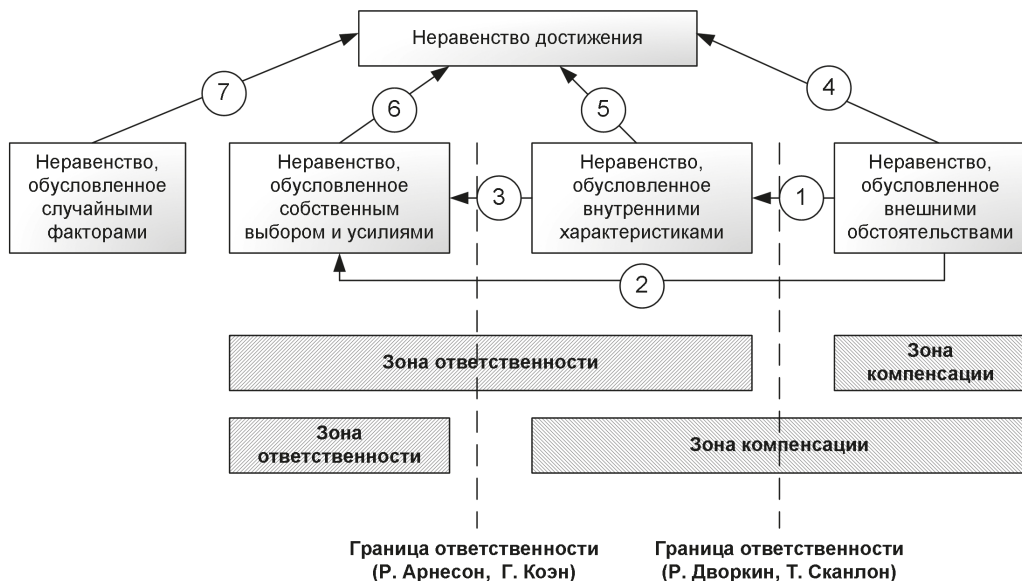 Неравенство достижения
7
6
5
4
Неравенство,
обусловленное
случайными
факторами
Неравенство,
обусловленное
собственным
выбором и усилиями
3
Неравенство,
обусловленное
внутренними
характеристиками
1
Неравенство,
обусловленное
внешними
обстоятельствами
2
Зона ответственности
Зона
компенсации
Зона
ответственности
Зона компенсации
Граница ответственности
(Р. Арнесон, Г. Коэн)
Граница ответственности
(Р. Дворкин, Т. Сканлон)